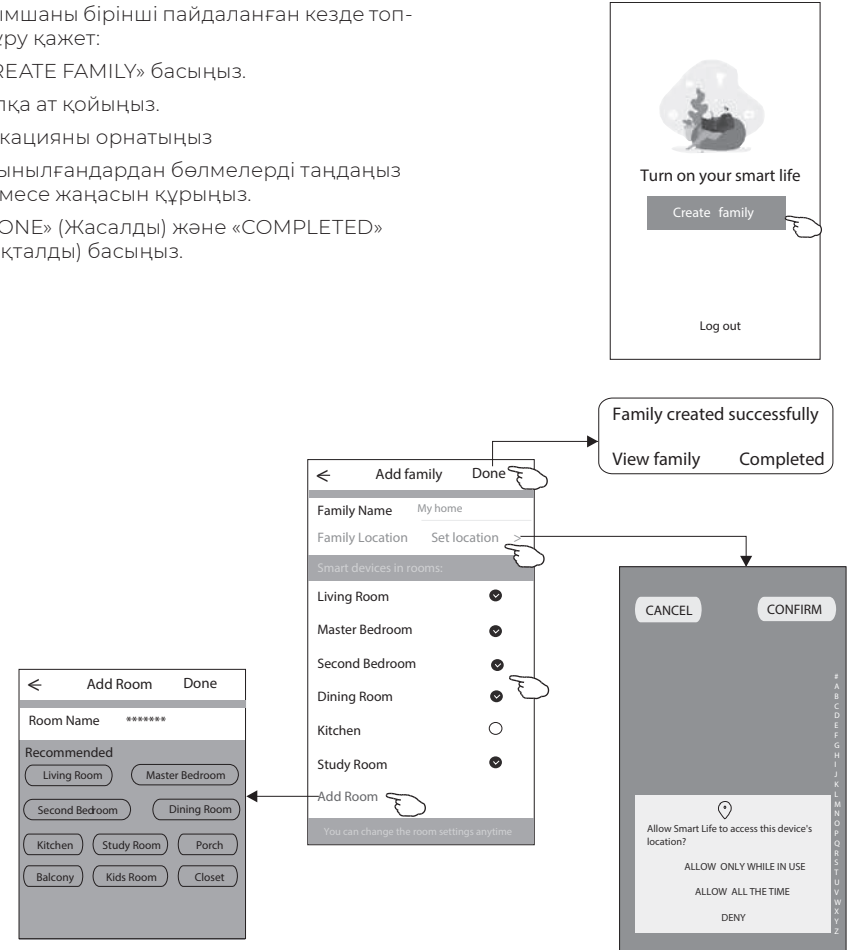 ымшаны бірінші пайдаланған кезде топ-
ұру қажет:
REATE FAMILY» басыңыз.
пқа ат қойыңыз.
кацияны орнатыңыз
ынылғандардан бөлмелерді таңдаңыз
месе жаңасын құрыңыз.
ONE» (Жасалды) және «COMPLETED»
қталды) басыңыз.
Turn on your smart life
Create family
Log out
Family created successfully
View family Completed
Add family Done
Family Name My home
Family Location Set location >
Smart devices in rooms:
Living Room
Master Bedroom
Second Bedroom
Dining Room
Kitchen
Study Room
Add Room
You can change the room settings anytime
Add Room Done
Room Name *******
Recommended
Living Room Master Bedroom
Second Bedroom Dining Room
Kitchen Study Room Porch
Balcony Kids Room Closet
CANCEL CONFIRM
#
A
B
C
D
E
F
G
H
I
J
K
L
M
N
O
P
Q
R
S
T
U
V
W
X
Y
Z
Allow Smart Life to access this device's
location?
ALLOW ONLY WHILE IN USE
ALLOW ALL THE TIME
DENY